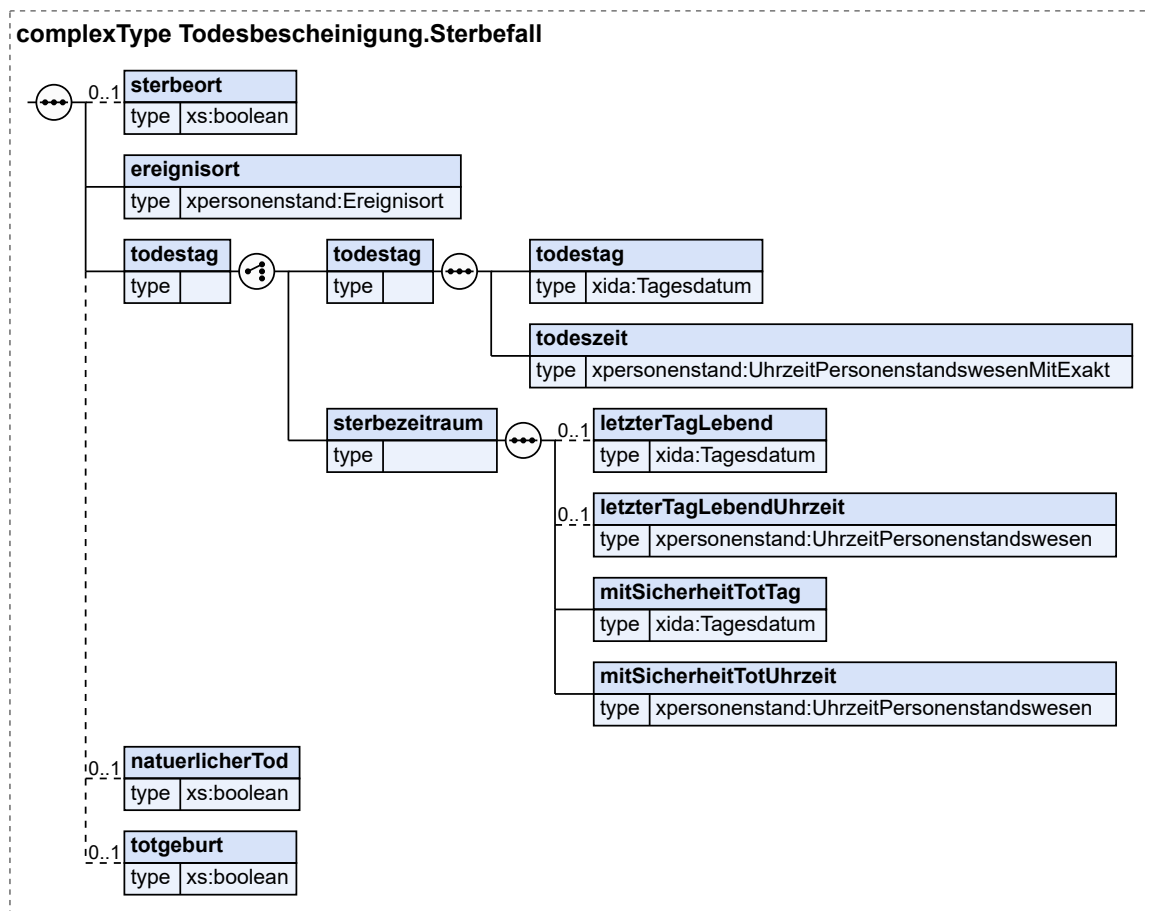 complexType Todesbescheinigung.Sterbefall
0..1
sterbeort
type xs:boolean
ereignisort
type xpersonenstand:Ereignisort
todestag
type
todestag
type
todestag
type xida:Tagesdatum
todeszeit
type xpersonenstand:UhrzeitPersonenstandswesenMitExakt
sterbezeitraum
type
0..1
letzterTagLebend
type xida:Tagesdatum
0..1
letzterTagLebendUhrzeit
type xpersonenstand:UhrzeitPersonenstandswesen
mitSicherheitTotTag
type xida:Tagesdatum
mitSicherheitTotUhrzeit
type xpersonenstand:UhrzeitPersonenstandswesen
0..1
natuerlicherTod
type xs:boolean
0..1
totgeburt
type xs:boolean